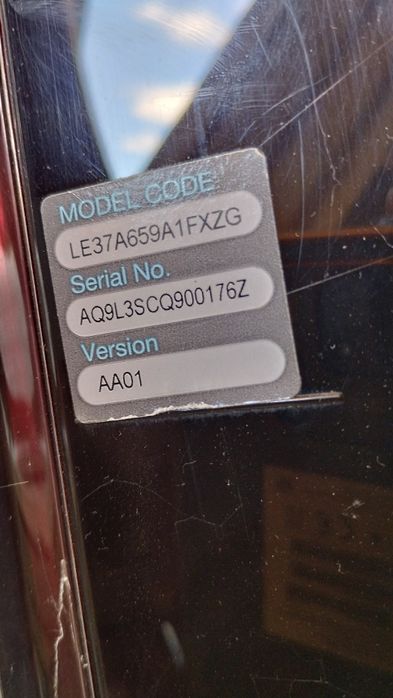 MODEL CODE
LE37A659A1FXZG
Serial No.
AQ9L3SCQ900176Z
Version
AA01